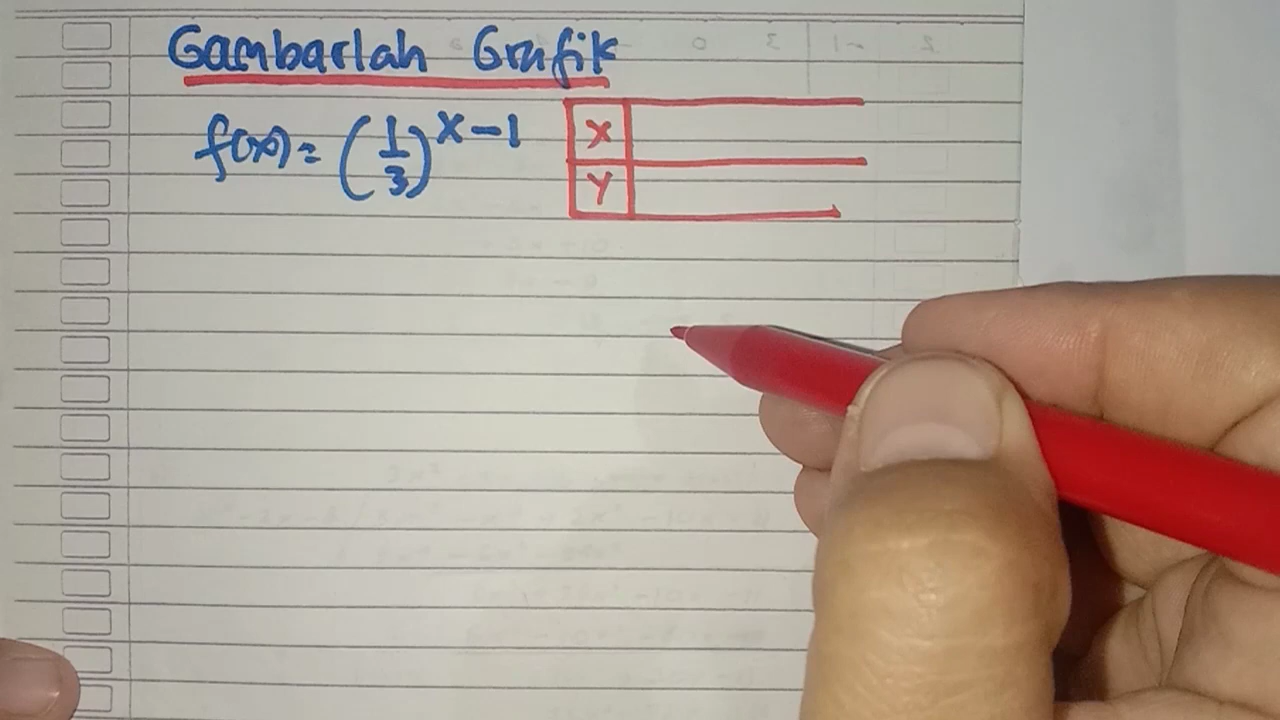 Gambarlah Grafik
f(x) = (1/3)^x-1
X
Y